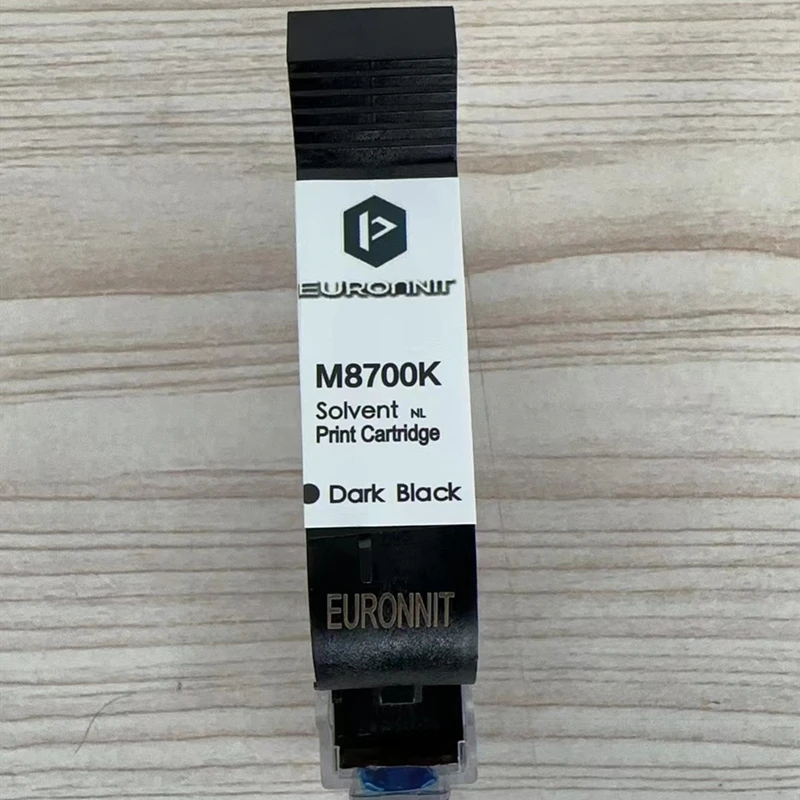 EURONNIT
M8700K
Solvent NL
Print Cartridge
Dark Black
EURONNIT